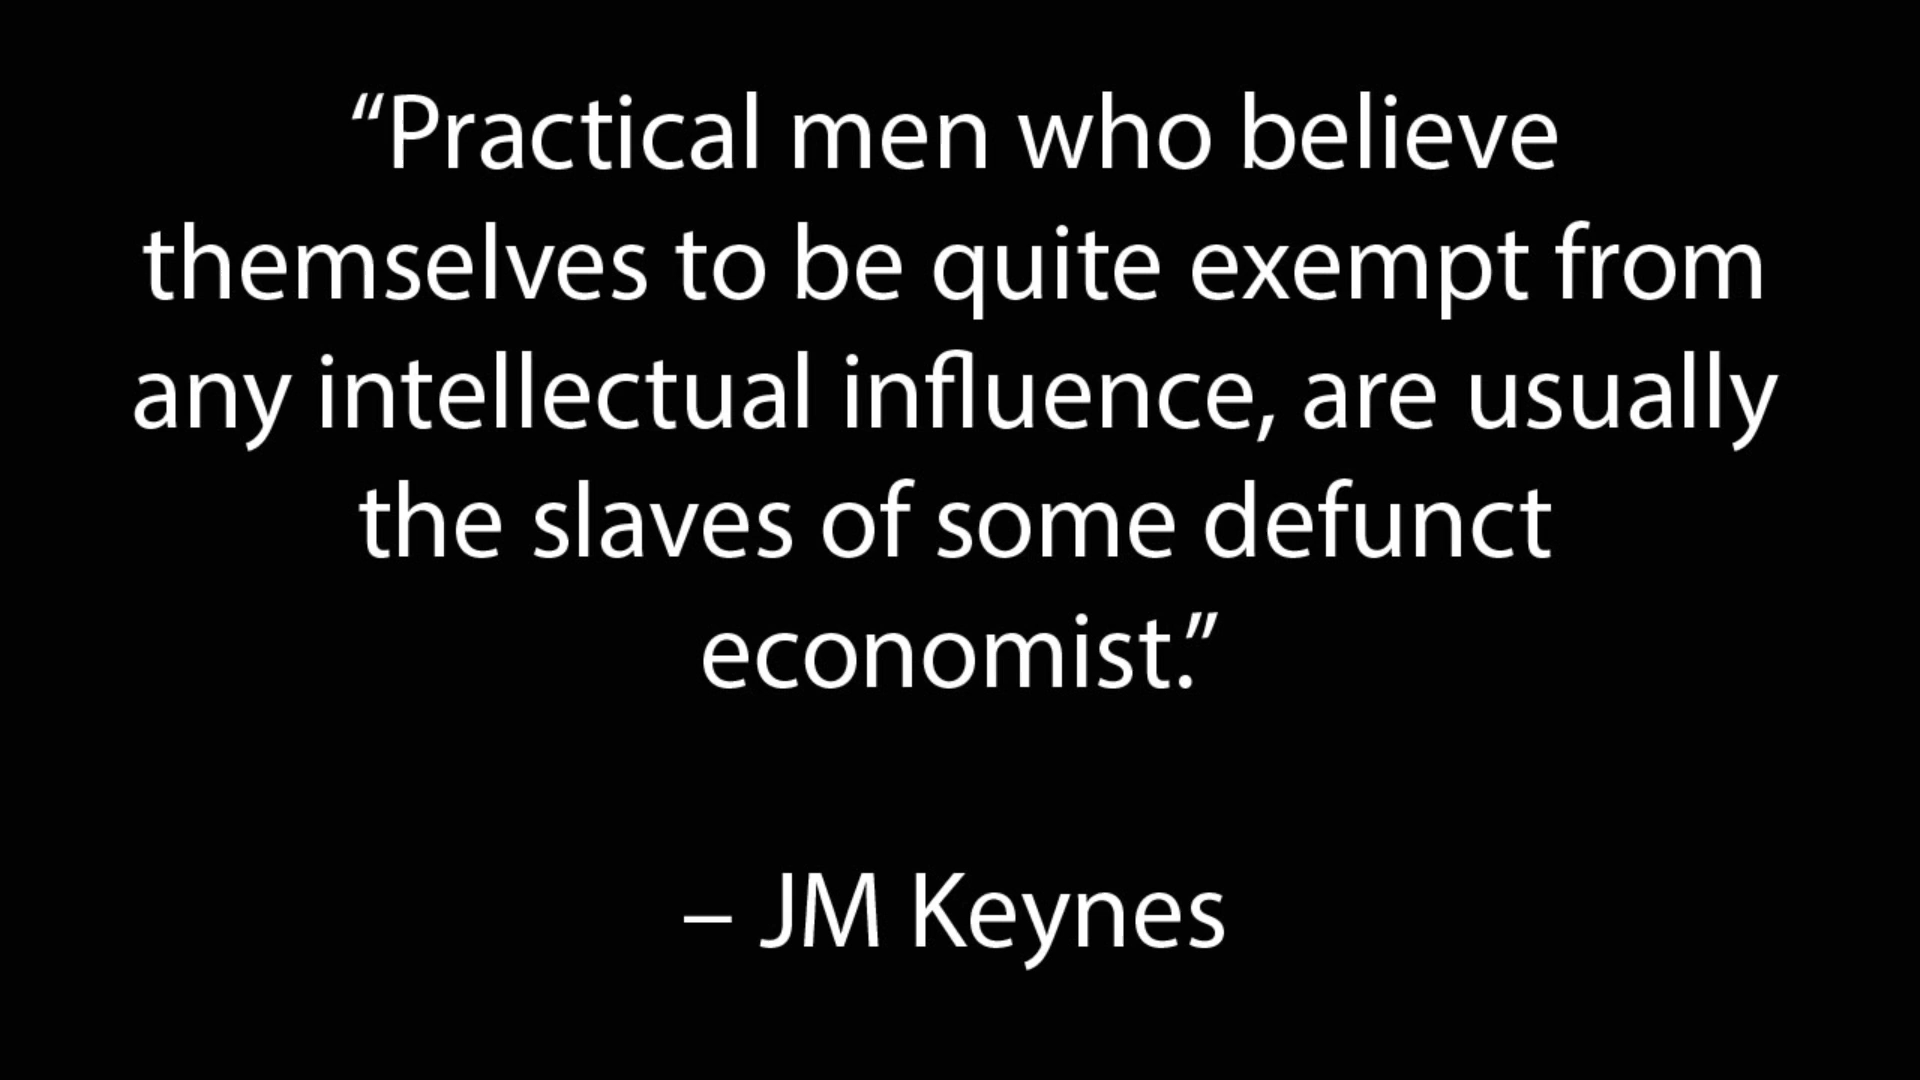 “Practical men who believe
themselves to be quite exempt from
any intellectual influence, are usually
the slaves of some defunct
economist.”
– JM Keynes